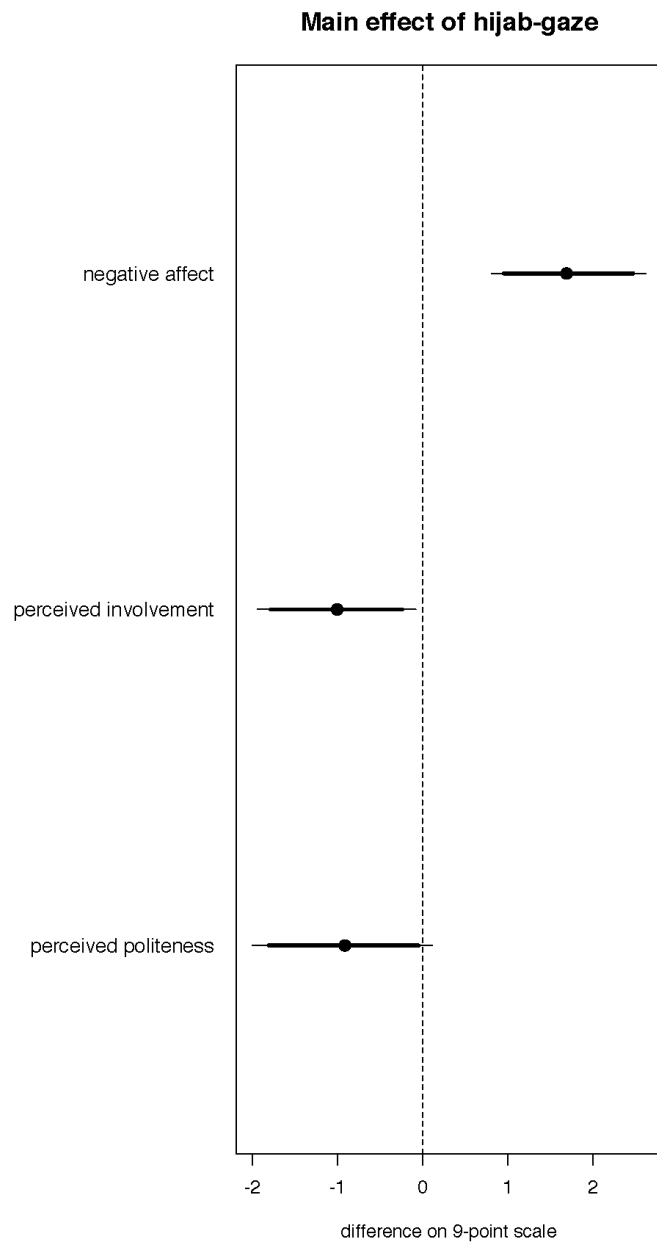 Main effect of hijab-gaze
negative affect
perceived involvement
perceived politeness
-2 -1 0 1 2
difference on 9-point scale